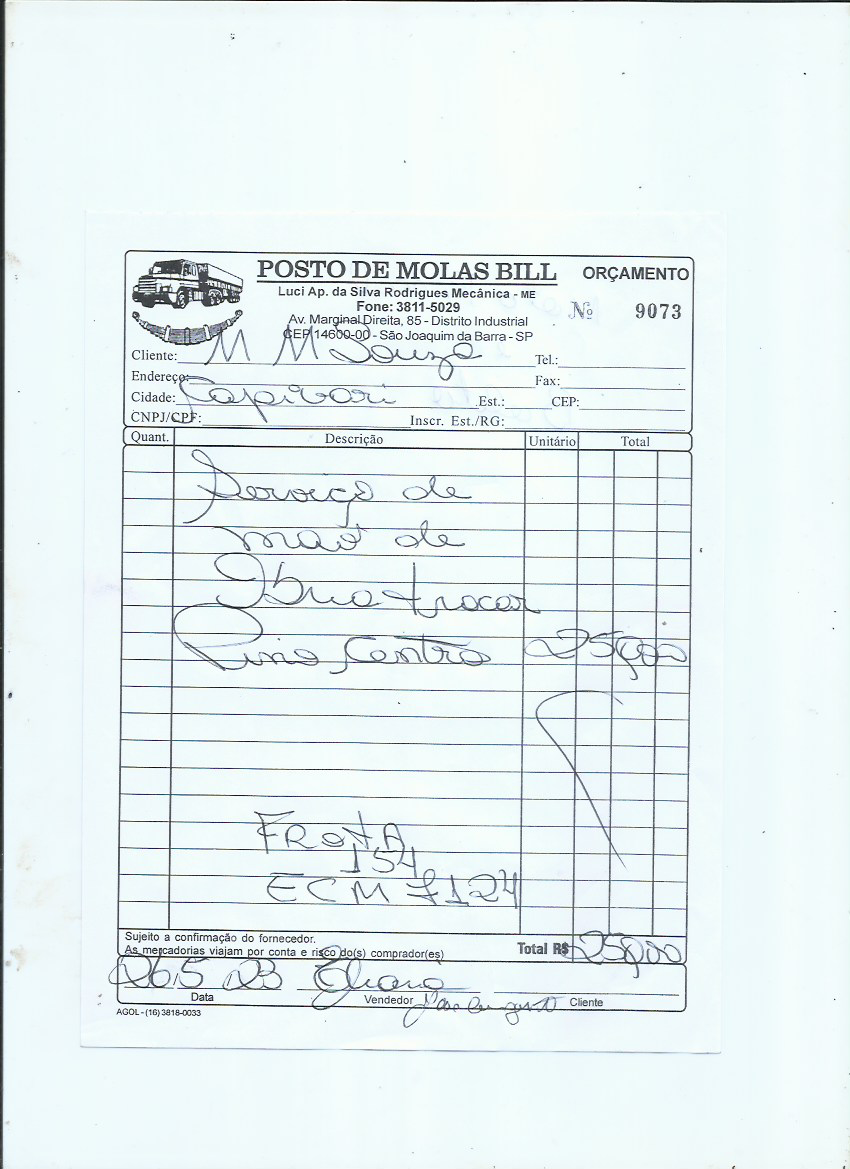 POSTO DE MOLAS BILL
ORÇAMENTO
Luci Ap. da Silva Rodrigues Mecânica - ME
Fone: 3811-5029
Nº 9073
Av. Marginal Direita, 85 - Distrito Industrial
CEP 14600-00 - São Joaquim da Barra - SP
Cliente: M M Souza Tel.:
Endereço: Fax:
Cidade: Capivari Est.: CEP:
CNPJ/CPF: Inscr. Est./RG:
Quant. Descrição Unitário Total
Serviço de
mão de
Obra trocar
Pino Centro 250,00
FROTA
154
ECM 7124
Sujeito a confirmação do fornecedor.
As mercadorias viajam por conta e risco do(s) comprador(es)
Total R$ 250,00
26 5 23
Data Vendedor Cliente
AGOL - (16) 3818-0033